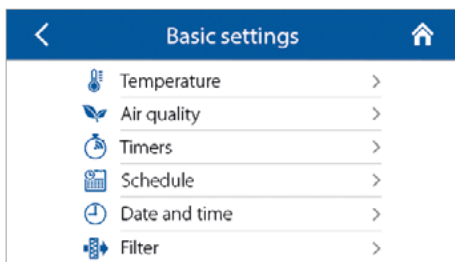 Basic settings
Temperature
Air quality
Timers
Schedule
Date and time
Filter